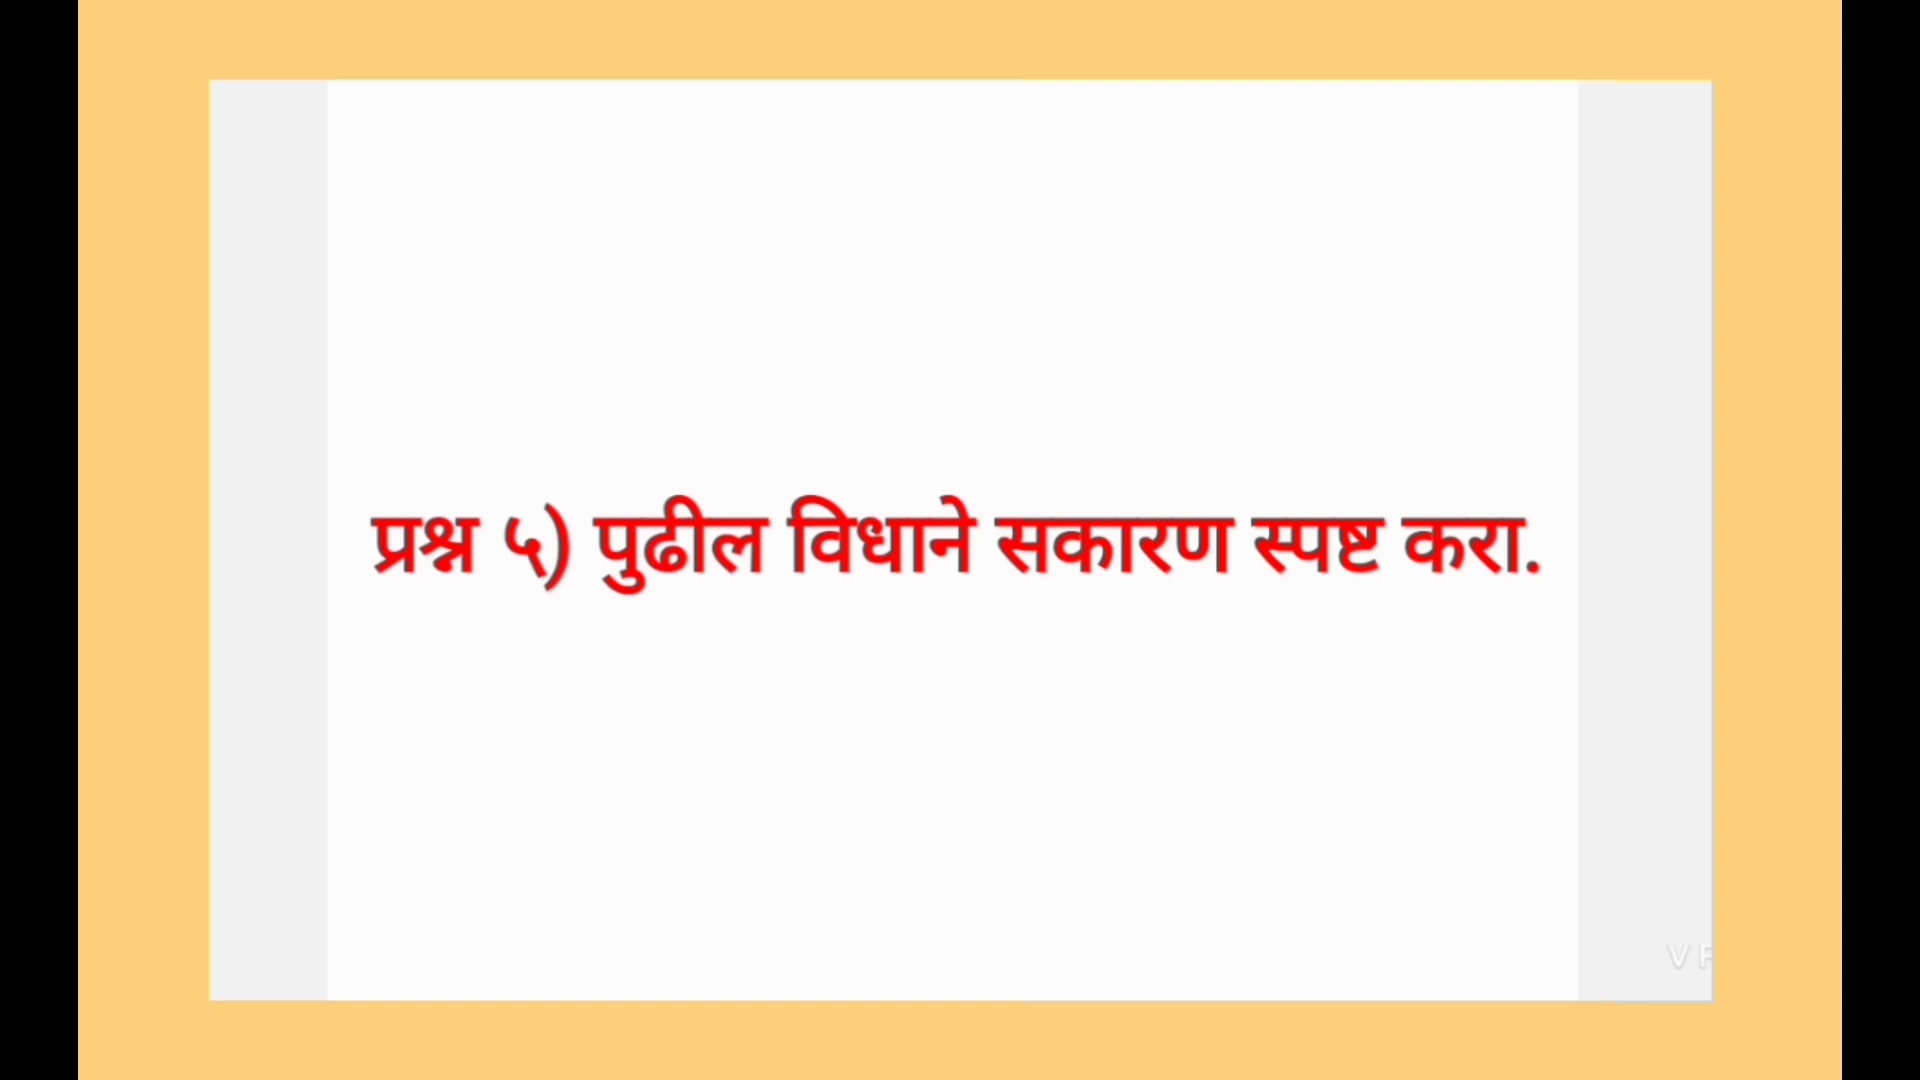 प्रश्न ५) पुढील विधाने सकारण स्पष्ट करा.
V